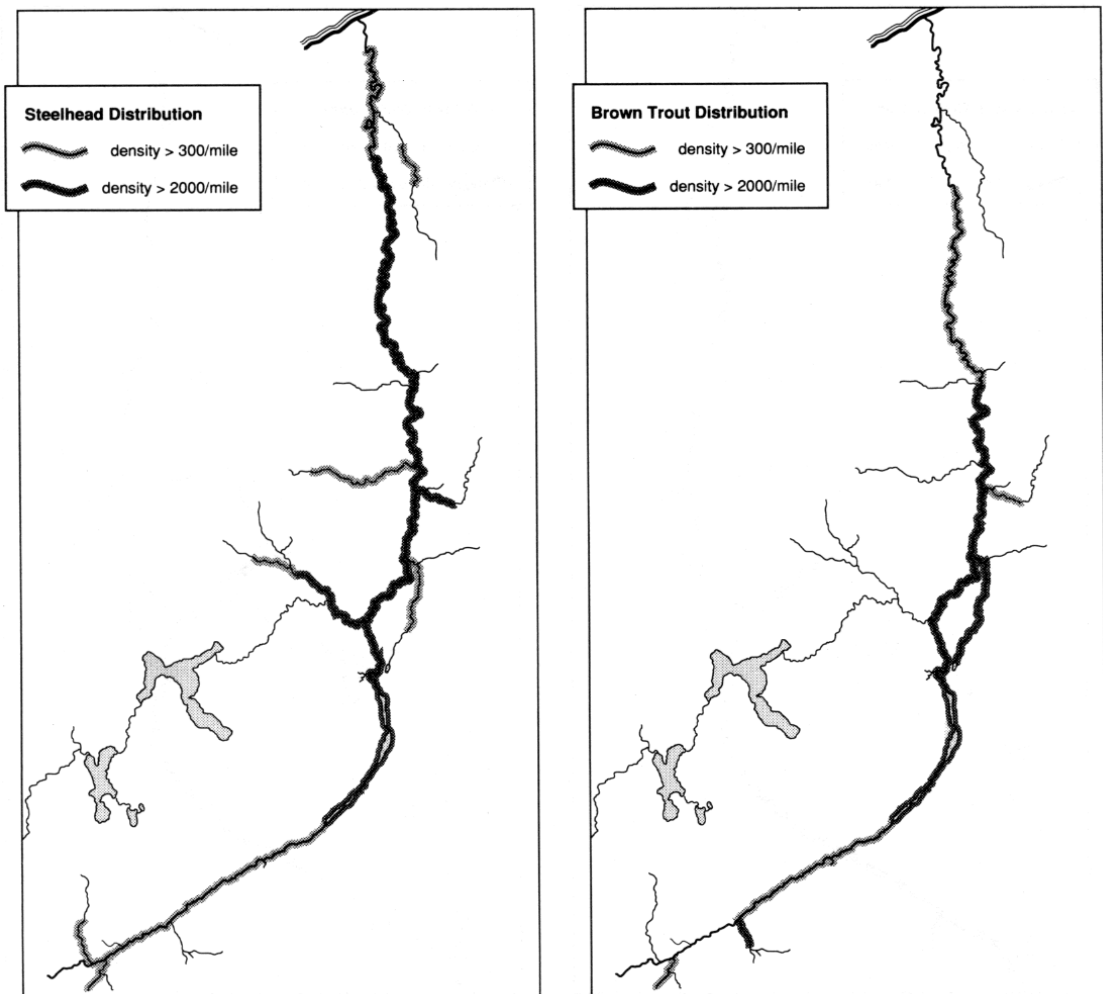 Steelhead Distribution
density > 300/mile
density > 2000/mile
Brown Trout Distribution
density > 300/mile
density > 2000/mile